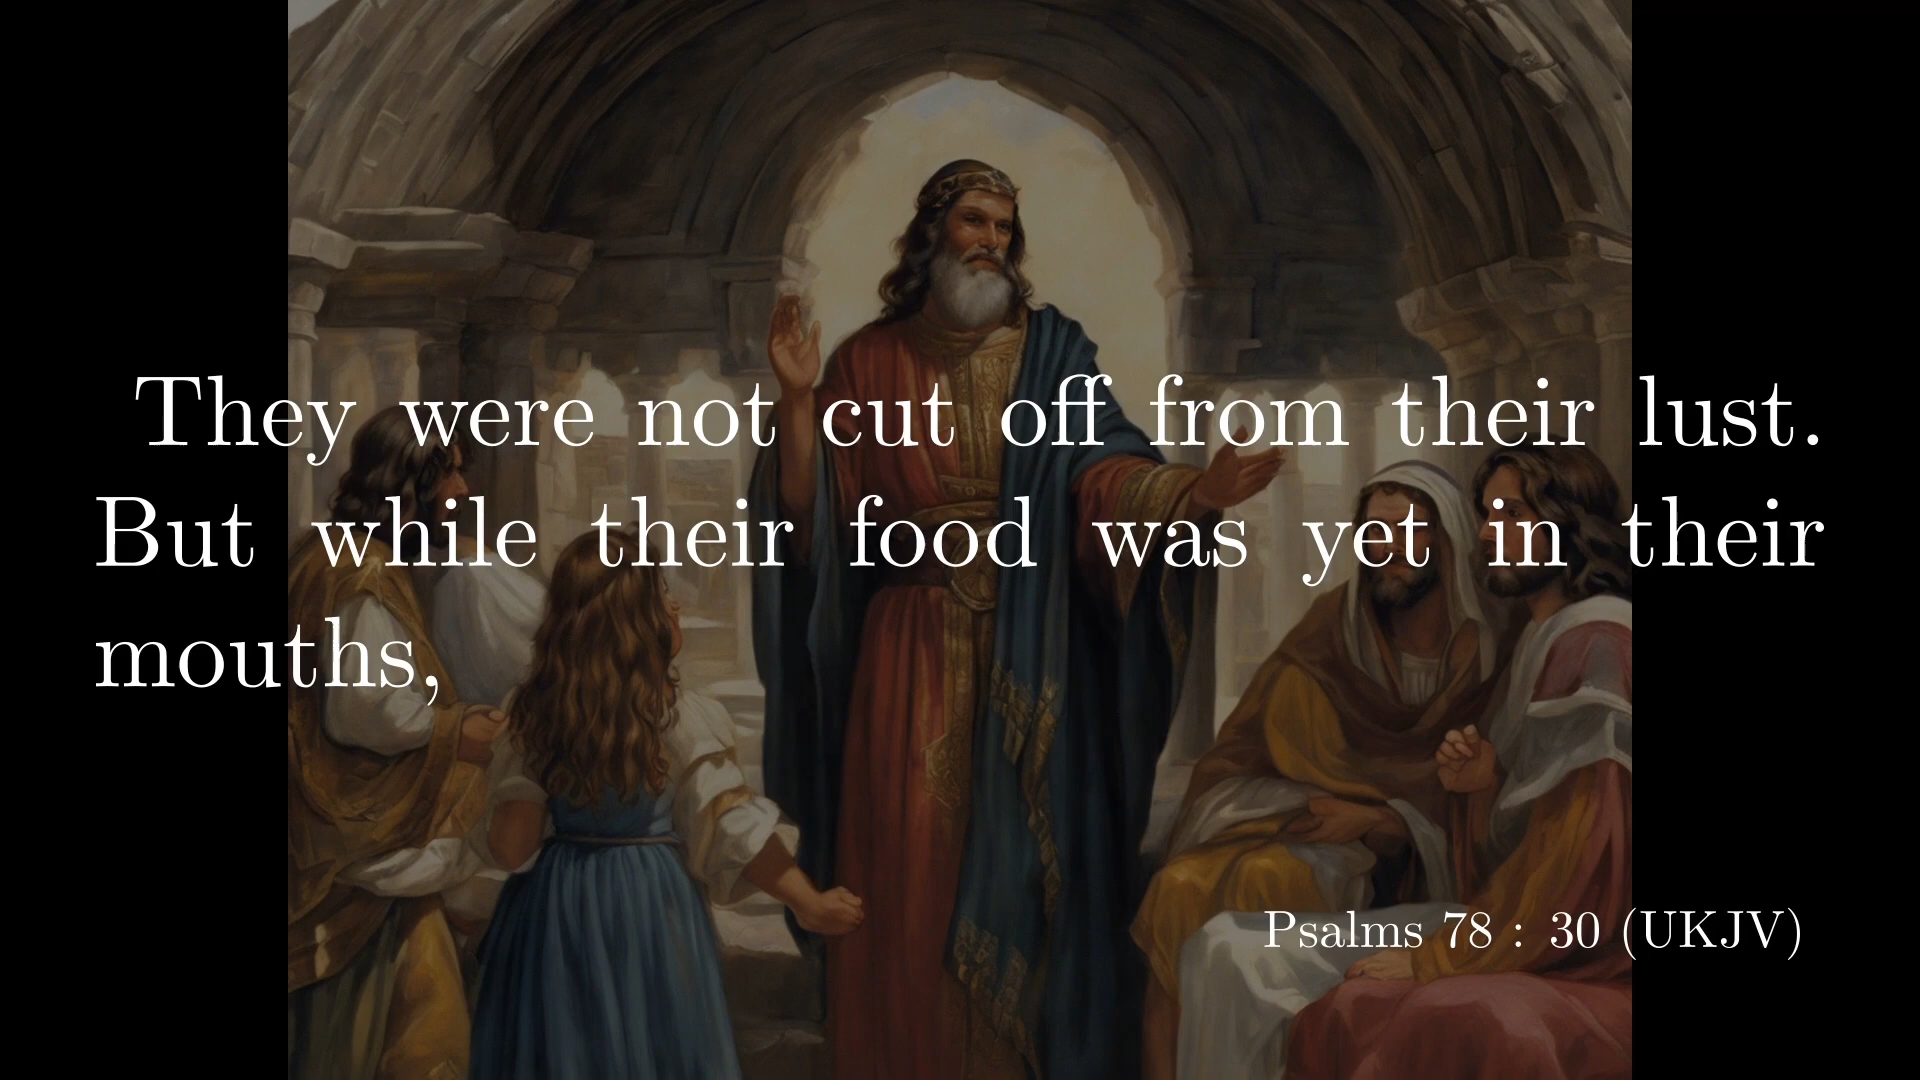 They were not cut off from their lust.
But while their food was yet in their
mouths,
Psalms 78 : 30 (UKJV)